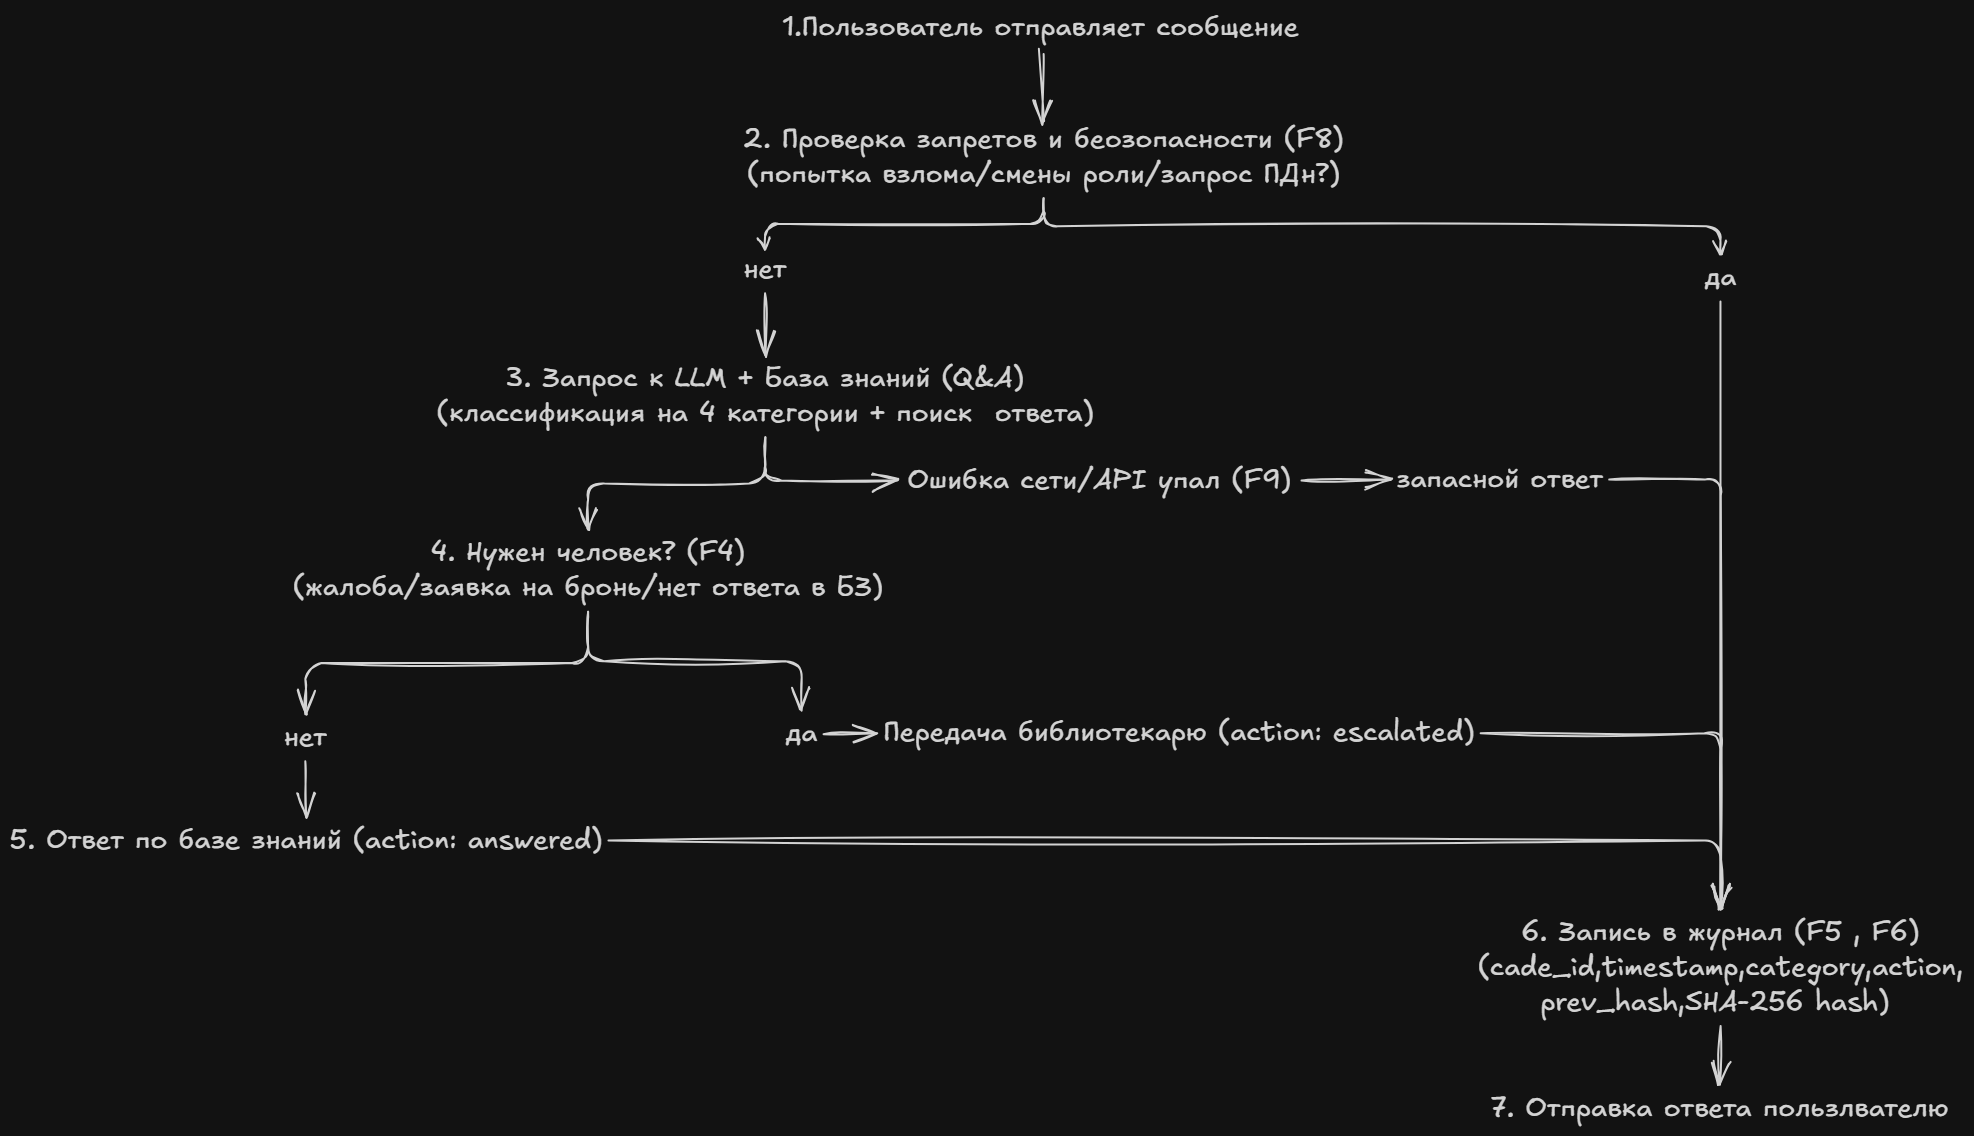 1.Пользователь отправляет сообщение
2. Проверка запретов и беозопасности (F8)
(попытка взлома/смены роли/запрос ПДн?)
нет
да
3. Запрос к LLM + База знаний (Q&A)
(классификация на 4 категории + поиск  ответа)
Ошибка сети/API упал (F9)
запасной ответ
4. Нужен человек? (F4)
(жалоба/заявка на бронь/нет ответа в БЗ)
нет
да
Передача библиотекарю (action: escalated)
5. Ответ по базе знаний (action: answered)
6. Запись в журнал (F5 , F6)
(cade_id,timestamp,category,action,
prev_hash,SHA-256 hash)
7. Отправка ответа пользлвателю